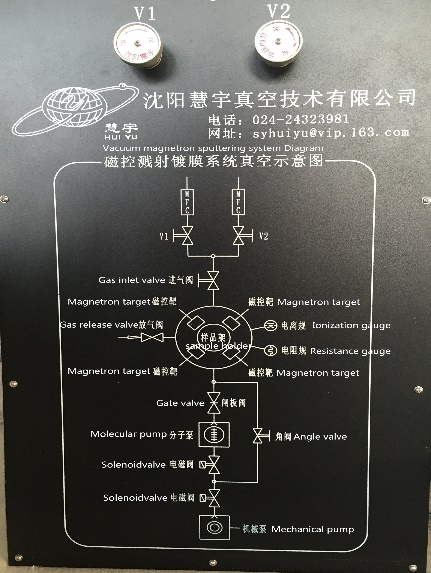 V1 V2
沈阳慧宇真空技术有限公司
慧宇
HUI YU
电话: 024-24323981
网址: syhuiyu@vip.163.com
Vacuum magnetron sputtering system Diagram
磁控溅射镀膜系统真空示意图
MFC MFC
V1 V2
Gas inlet valve 进气阀
Magnetron target 磁控靶 磁控靶 Magnetron target
Gas release valve 放气阀 电离规 Ionization gauge
样品架
sample holder 电阻规 Resistance gauge
Magnetron target 磁控靶 磁控靶 Magnetron target
Gate valve 闸板阀
Molecular pump 分子泵 角阀 Angle valve
Solenoidvalve 电磁阀
Solenoidvalve 电磁阀
机械泵 Mechanical pump